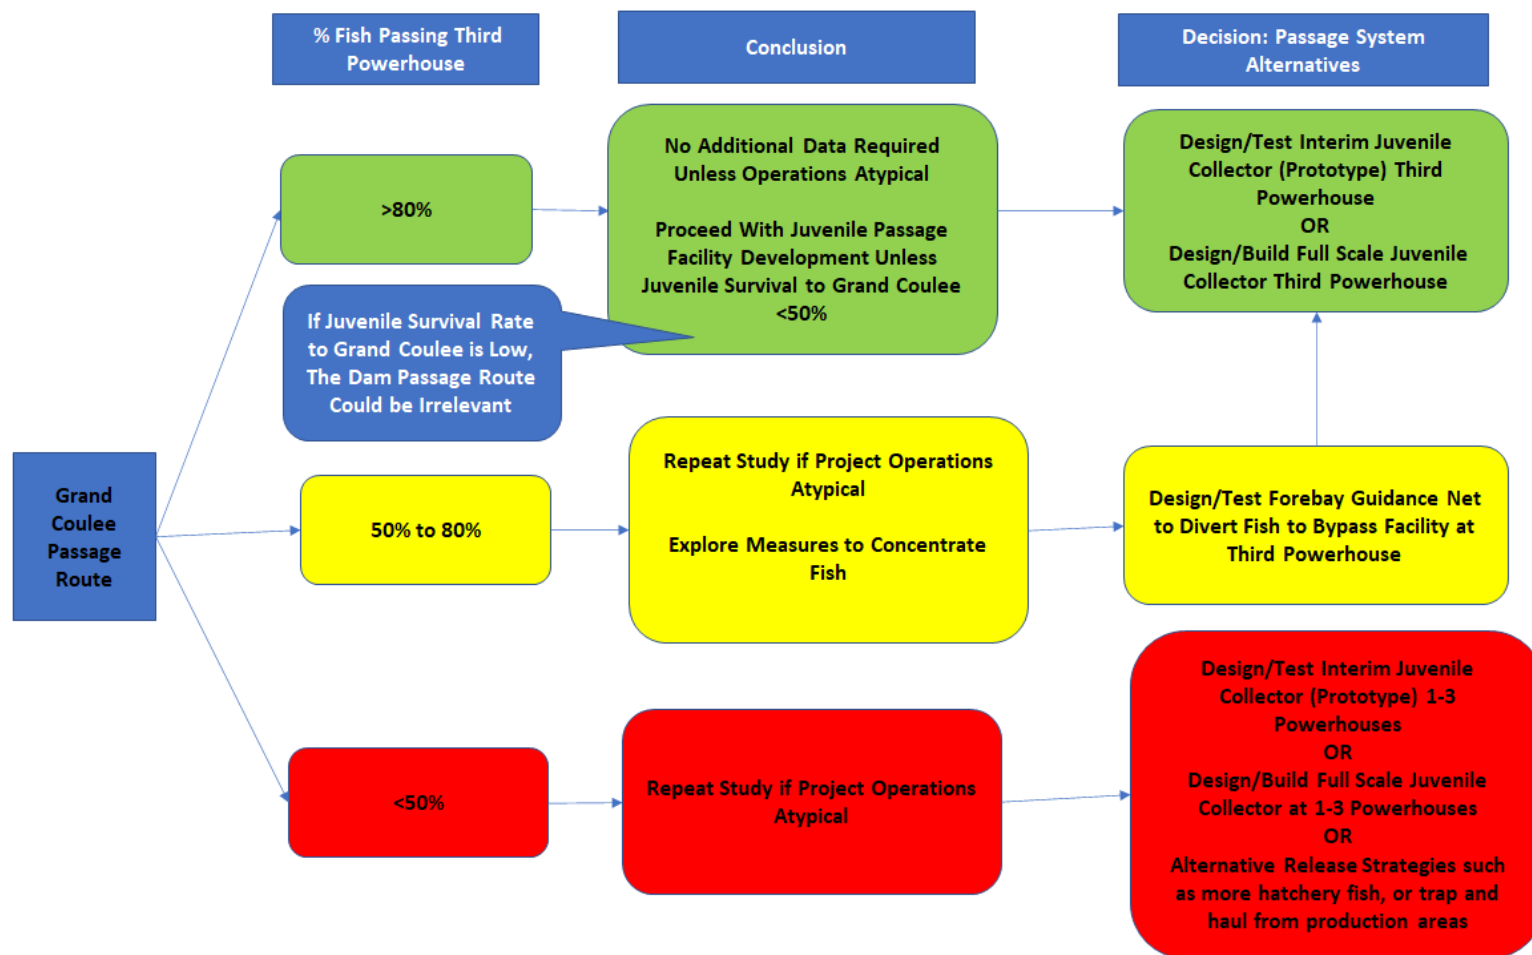 % Fish Passing Third
Powerhouse
Conclusion
Decision: Passage System
Alternatives
Grand
Coulee
Passage
Route
>80%
No Additional Data Required
Unless Operations Atypical
Proceed With Juvenile Passage
Facility Development Unless
Juvenile Survival to Grand Coulee
<50%
Design/Test Interim Juvenile
Collector (Prototype) Third
Powerhouse
OR
Design/Build Full Scale Juvenile
Collector Third Powerhouse
If Juvenile Survival Rate
to Grand Coulee is Low,
The Dam Passage Route
Could be Irrelevant
50% to 80%
Repeat Study if Project Operations
Atypical
Explore Measures to Concentrate
Fish
Design/Test Forebay Guidance Net
to Divert Fish to Bypass Facility at
Third Powerhouse
<50%
Repeat Study if Project Operations
Atypical
Design/Test Interim Juvenile
Collector (Prototype) 1-3
Powerhouses
OR
Design/Build Full Scale Juvenile
Collector at 1-3 Powerhouses
OR
Alternative Release Strategies such
as more hatchery fish, or trap and
haul from production areas